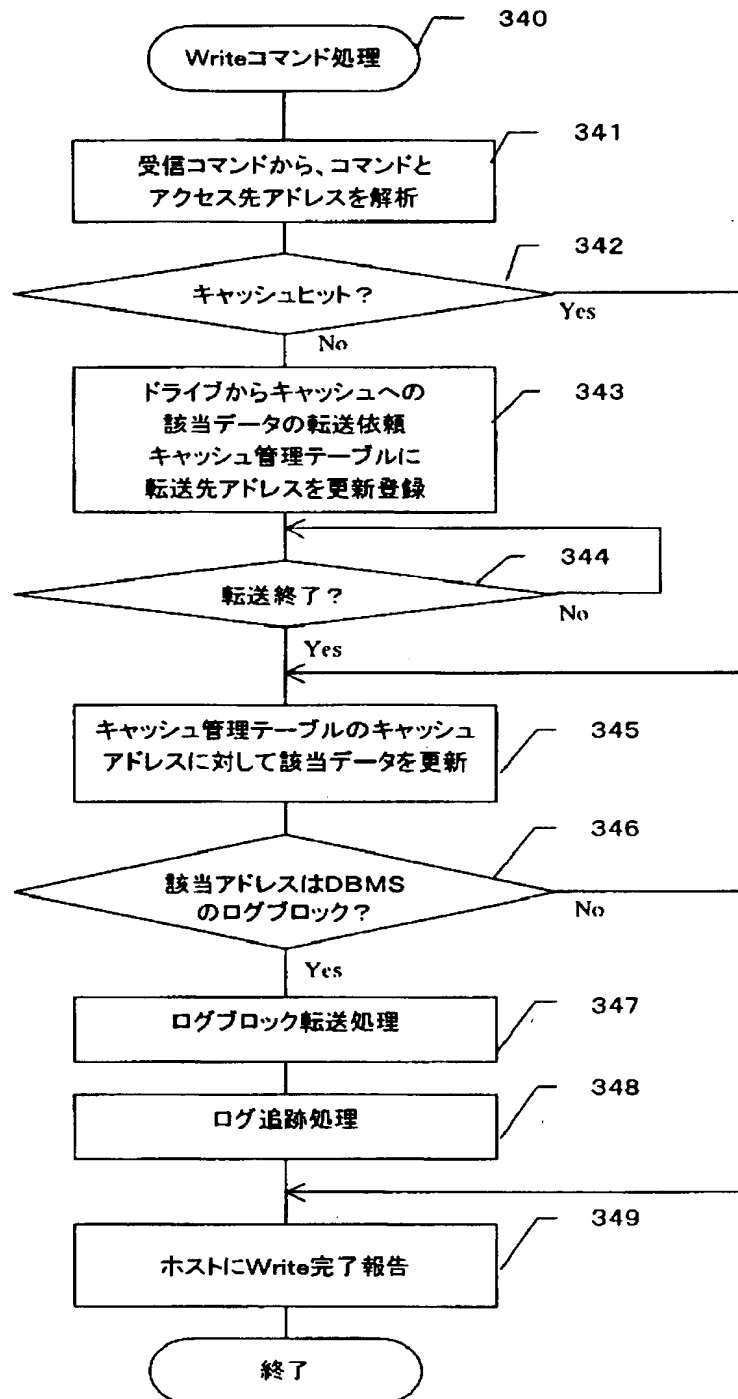 340
Writeコマンド処理
341
受信コマンドから、コマンドと
アクセス先アドレスを解析
342
キャッシュヒット？
Yes
No
ドライブからキャッシュへの
該当データの転送依頼
キャッシュ管理テーブルに
転送先アドレスを更新登録
343
344
転送終了？
No
Yes
キャッシュ管理テーブルのキャッシュ
アドレスに対して該当データを更新
345
346
該当アドレスはDBMS
のログブロック？
No
Yes
ログブロック転送処理
347
ログ追跡処理
348
349
ホストにWrite完了報告
終了